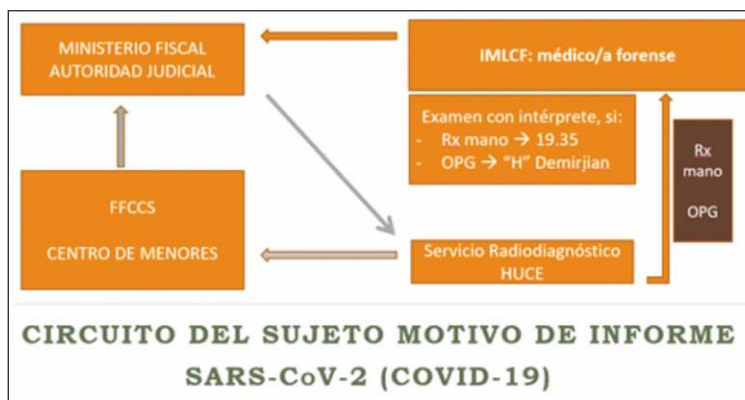 MINISTERIO FISCAL
AUTORIDAD JUDICIAL
IMLCF: médico/a forense
Examen con intérprete, si:
- Rx mano → 19.35
- OPG → “H” Demirjian
Rx
mano
OPG
FFCCS
CENTRO DE MENORES
Servicio Radiodiagnóstico
HUCE
CIRCUITO DEL SUJETO MOTIVO DE INFORME
SARS-CoV-2 (COVID-19)